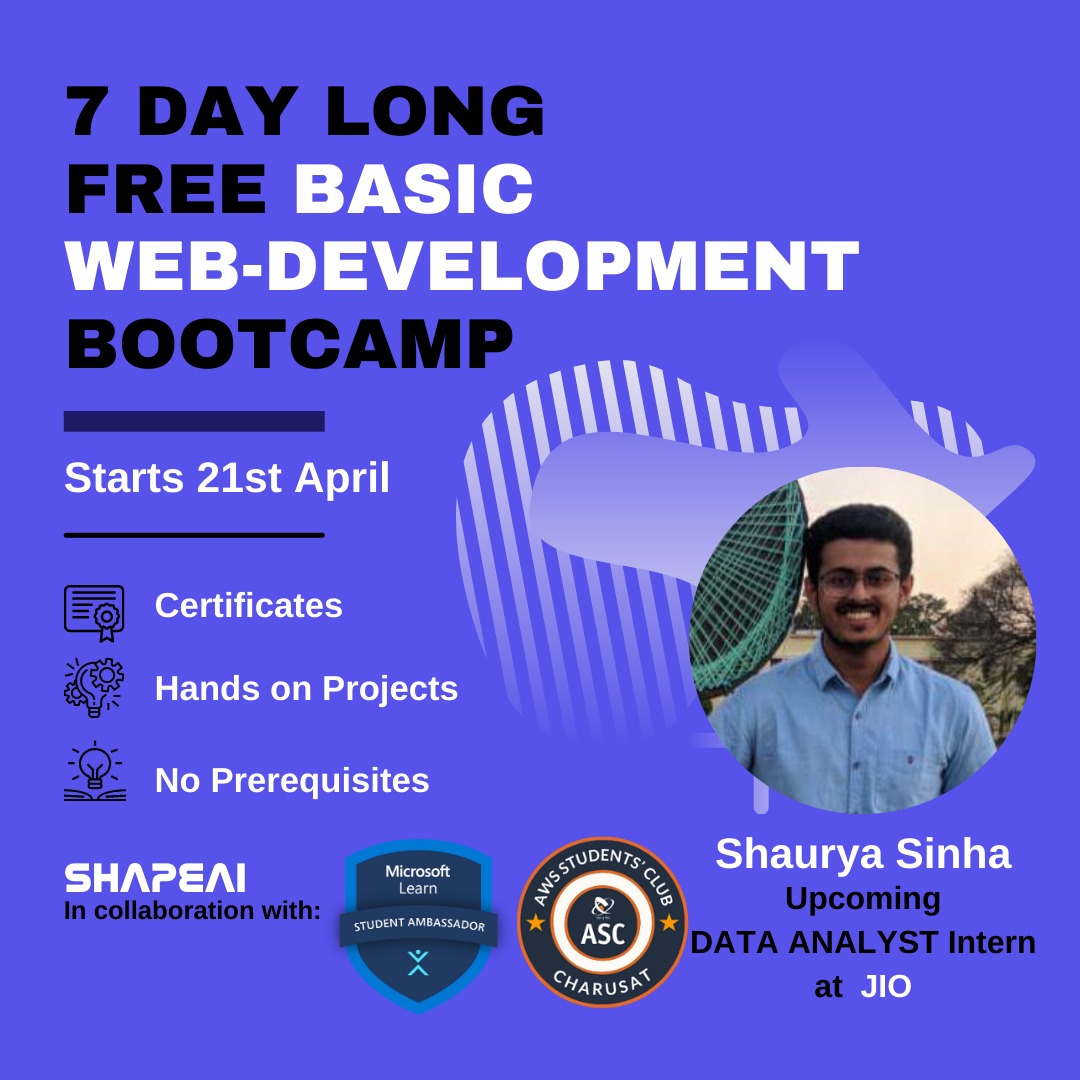 7 DAY LONG
FREE BASIC
WEB-DEVELOPMENT
BOOTCAMP
Starts 21st April
Certificates
Hands on Projects
No Prerequisites
SHAPEAI
In collaboration with:
Microsoft
Learn
STUDENT AMBASSADOR
AWS STUDENTS' CLUB
ASC
CHARUSAT
Shaurya Sinha
Upcoming
DATA ANALYST Intern
at JIO